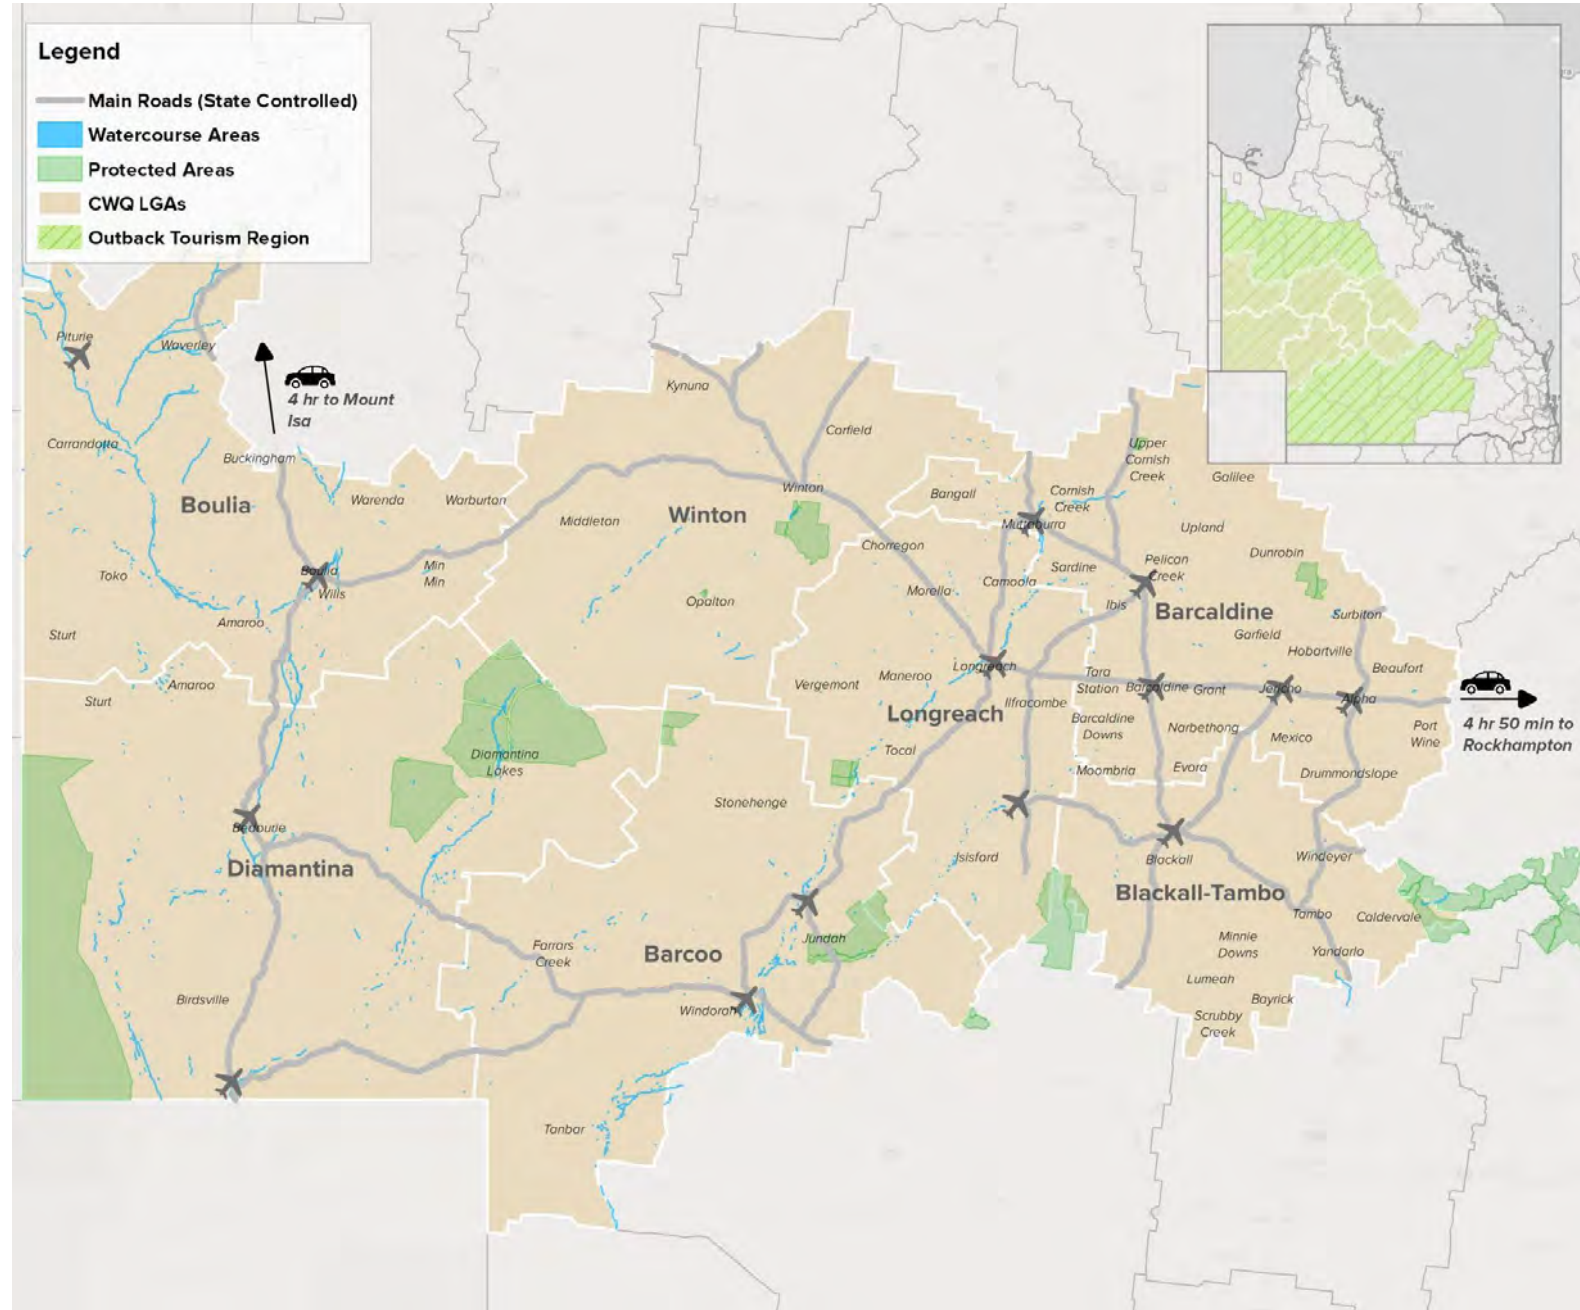 Legend
Main Roads (State Controlled)
Watercourse Areas
Protected Areas
CWQ LGAs
Outback Tourism Region
Piturie
Waverley
4 hr to Mount
Isa
Carrandotta
Buckingham
Boulia
Warenda
Warburton
Toko
Boulia
Wills
Min
Min
Amaroo
Sturt
Sturt
Amaroo
Kynuna
Corfield
Winton
Winton
Middleton
Opalton
Chorregon
Morella
Bangall
Muttaburra
Cornish
Creek
Upper
Cornish
Creek
Galilee
Upland
Dunrobin
Pelican
Creek
Sardine
Camoola
Ibis
Barcaldine
Garfield
Surbiton
Hobartville
Beaufort
Longreach
Maneroo
Vergemont
Longreach
Ilfracombe
Tocal
Tara
Station
Barcaldine
Grant
Jericho
Alpha
Barcaldine
Downs
Narbethong
Mexico
Port
Wine
4 hr 50 min to
Rockhampton
Moombria
Evora
Drummondslope
Diamantina
Lakes
Stonehenge
Bedourie
Diamantina
Isisford
Blackall
Windeyer
Blackall-Tambo
Tambo
Caldervale
Jundah
Farrars
Creek
Barcoo
Minnie
Downs
Yandarlo
Lumeah
Bayrick
Scrubby
Creek
Birdsville
Windorah
Tanbar